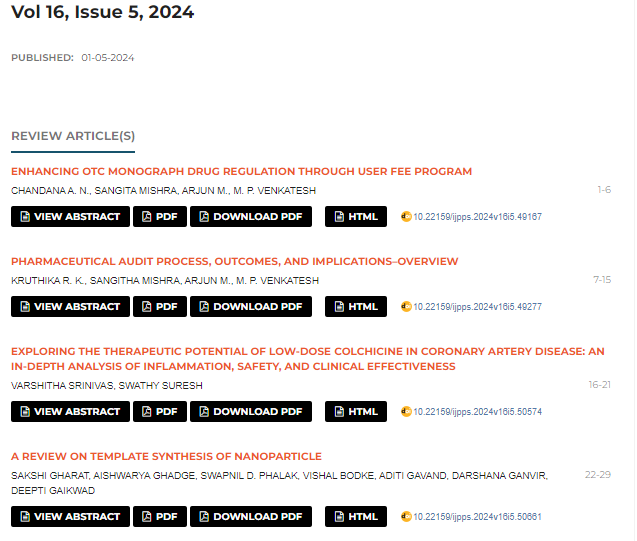 Vol 16, Issue 5, 2024
PUBLISHED: 01-05-2024
REVIEW ARTICLE(S)
ENHANCING OTC MONOGRAPH DRUG REGULATION THROUGH USER FEE PROGRAM
CHANDANA A. N., SANGITA MISHRA, ARJUN M., M. P. VENKATESH 1-6
VIEW ABSTRACT PDF DOWNLOAD PDF HTML doi 10.22159/ijpps.2024v16i5.49167
PHARMACEUTICAL AUDIT PROCESS, OUTCOMES, AND IMPLICATIONS–OVERVIEW
KRUTHIKA R. K., SANGITHA MISHRA, ARJUN M., M. P. VENKATESH 7-15
VIEW ABSTRACT PDF DOWNLOAD PDF HTML doi 10.22159/ijpps.2024v16i5.49277
EXPLORING THE THERAPEUTIC POTENTIAL OF LOW-DOSE COLCHICINE IN CORONARY ARTERY DISEASE: AN
IN-DEPTH ANALYSIS OF INFLAMMATION, SAFETY, AND CLINICAL EFFECTIVENESS
VARSHITHA SRINIVAS, SWATHY SURESH 16-21
VIEW ABSTRACT PDF DOWNLOAD PDF HTML doi 10.22159/ijpps.2024v16i5.50574
A REVIEW ON TEMPLATE SYNTHESIS OF NANOPARTICLE
SAKSHI GHARAT, AISHWARYA GHADGE, SWAPNIL D. PHALAK, VISHAL BODKE, ADITI GAVAND, DARSHANA GANVIR, 22-29
DEEPTI GAIKWAD
VIEW ABSTRACT PDF DOWNLOAD PDF HTML doi 10.22159/ijpps.2024v16i5.50661